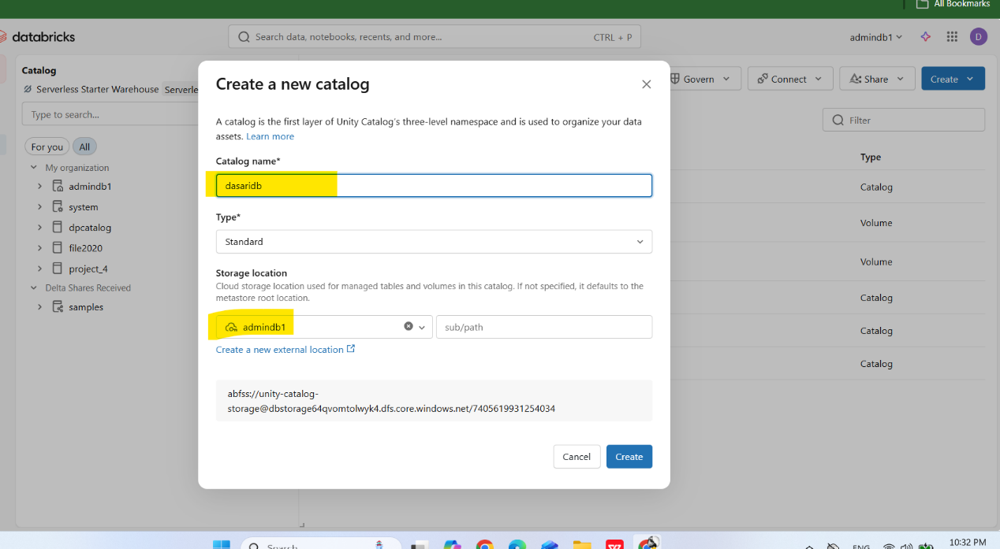 All Bookmarks
databricks
Search data, notebooks, recents, and more...
CTRL + P
admindb1
D
Catalog
Serverless Starter Warehouse
Type to search...
For you
All
My organization
admindb1
system
dpcatalog
file2020
project_4
Delta Shares Received
samples
Govern
Connect
Share
Create
Filter
Type
Catalog
Volume
Volume
Catalog
Catalog
Catalog
Create a new catalog
A catalog is the first layer of Unity Catalog's three-level namespace and is used to organize your data
assets. Learn more
Catalog name*
dasaridb
Type*
Standard
Storage location
Cloud storage location used for managed tables and volumes in this catalog. If not specified, it defaults to the
metastore root location.
admindb1
sub/path
Create a new external location
abfss://unity-catalog-
storage@dbstorage64qvomtolwyk4.dfs.core.windows.net/7405619931254034
Cancel
Create
Search
ENG
10:32 PM